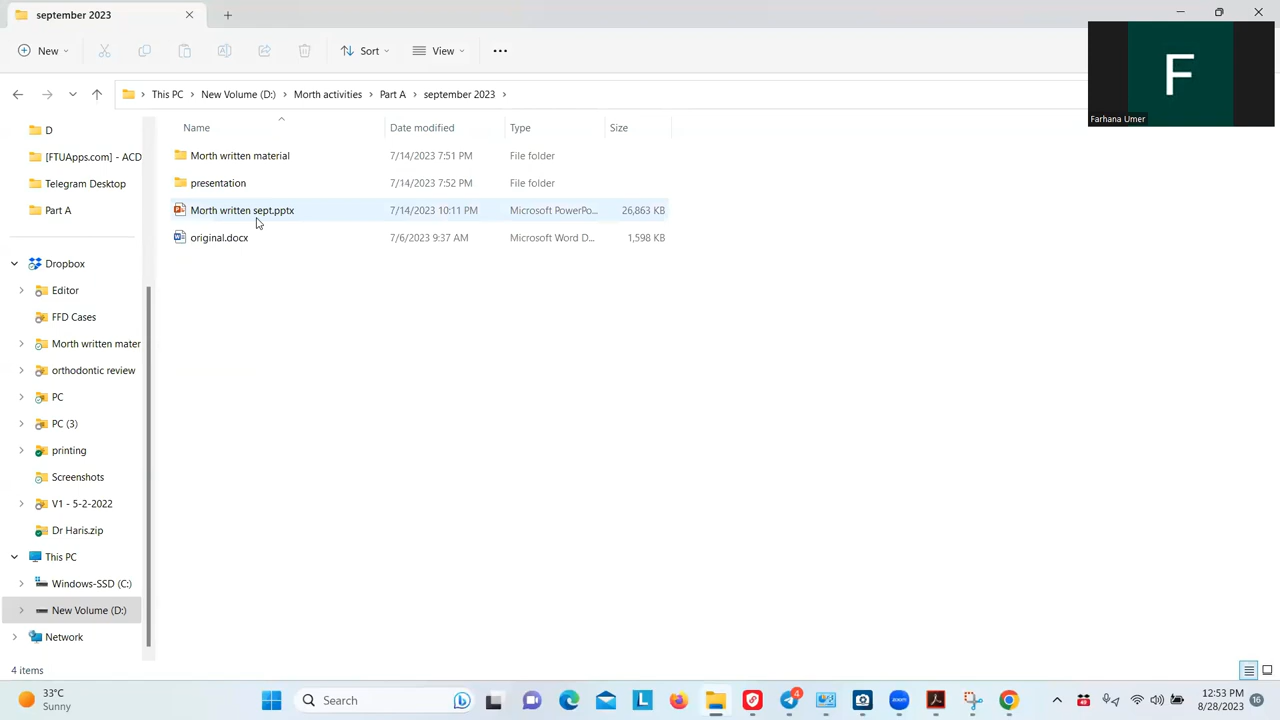 september 2023
New
Sort
View
This PC
New Volume (D:)
Morth activities
Part A
september 2023
F
Farhana Umer
Name
Date modified
Type
Size
Morth written material
7/14/2023 7:51 PM
File folder
presentation
7/14/2023 7:52 PM
File folder
Morth written sept.pptx
7/14/2023 10:11 PM
Microsoft PowerPo...
26,863 KB
original.docx
7/6/2023 9:37 AM
Microsoft Word D...
1,598 KB
D
[FTUApps.com] - ACD
Telegram Desktop
Part A
Dropbox
Editor
FFD Cases
Morth written mater
orthodontic review
PC
PC (3)
printing
Screenshots
V1 - 5-2-2022
Dr Haris.zip
This PC
Windows-SSD (C:)
New Volume (D:)
Network
4 items
33°C
Sunny
Search
L
4
zoom
12:53 PM
8/28/2023
16